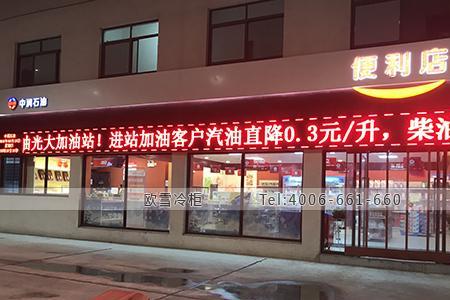 便利店
中润石油
由光大加油站！进站加油客户汽油直降0.3元/升，柴油
欧雪冷柜 Tel:4006-661-660